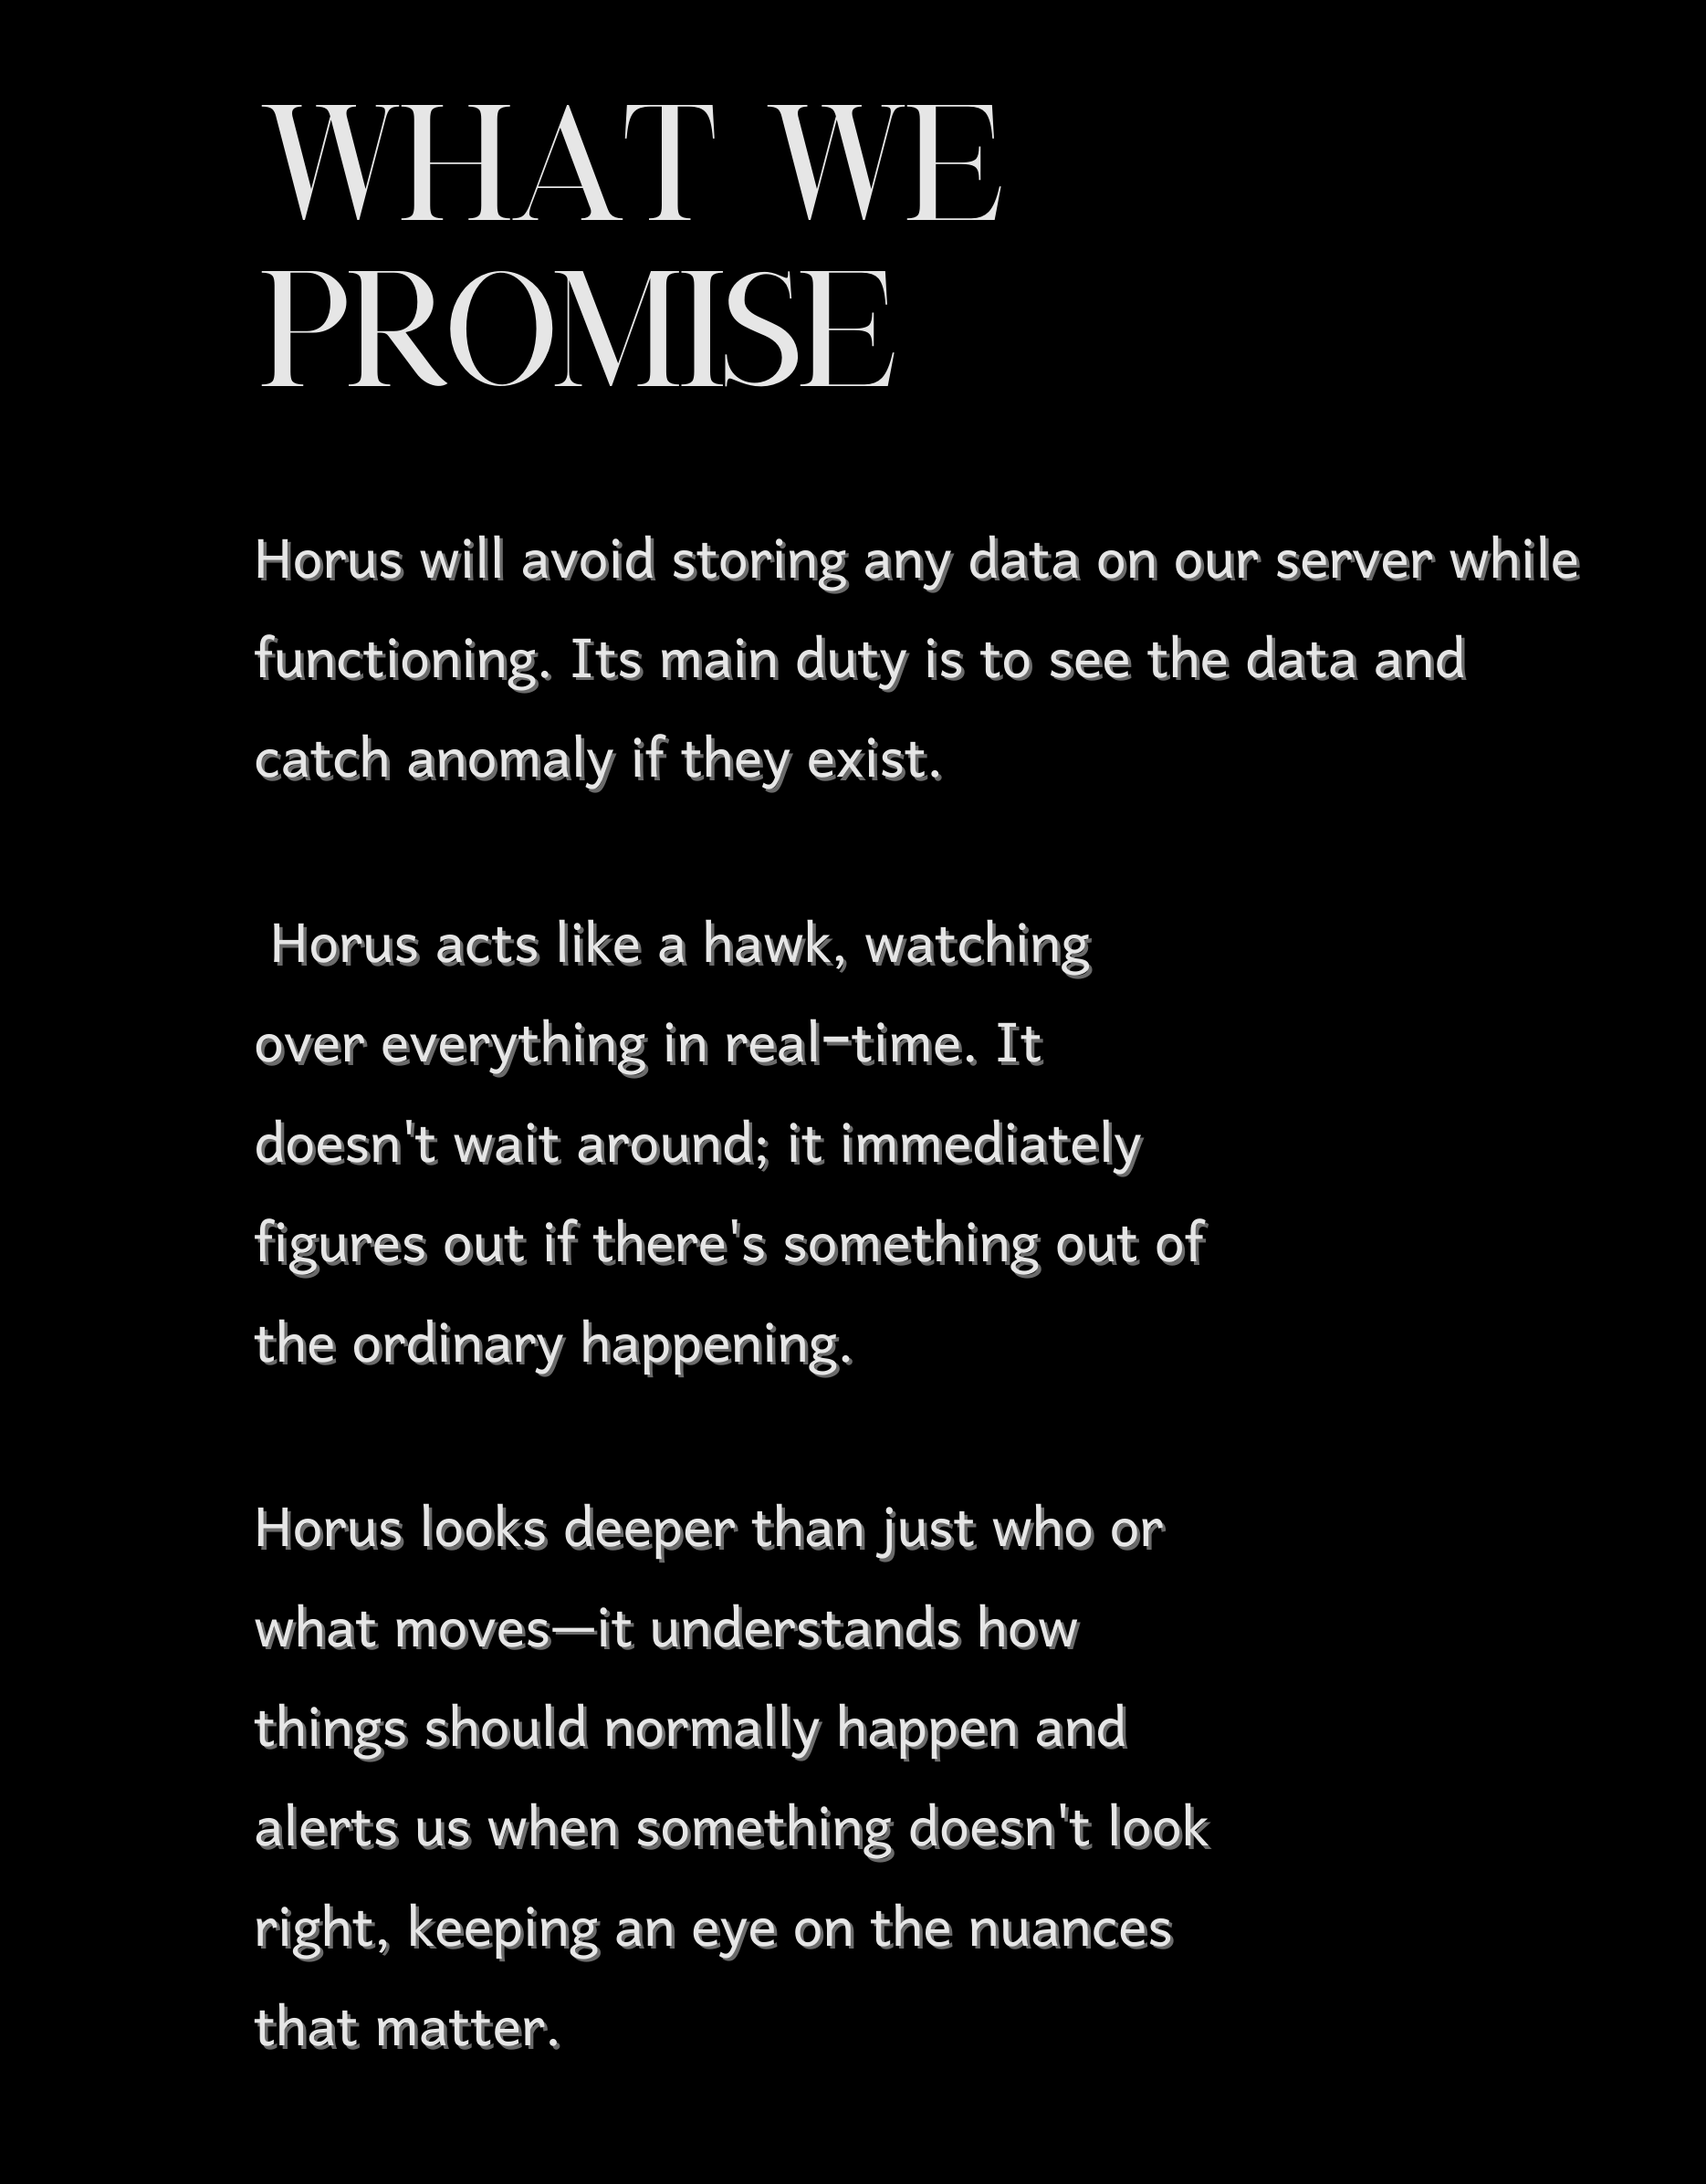 WHAT WE
PROMISE
Horus will avoid storing any data on our server while
functioning. Its main duty is to see the data and
catch anomaly if they exist.
Horus acts like a hawk, watching
over everything in real-time. It
doesn't wait around; it immediately
figures out if there's something out of
the ordinary happening.
Horus looks deeper than just who or
what moves—it understands how
things should normally happen and
alerts us when something doesn't look
right, keeping an eye on the nuances
that matter.